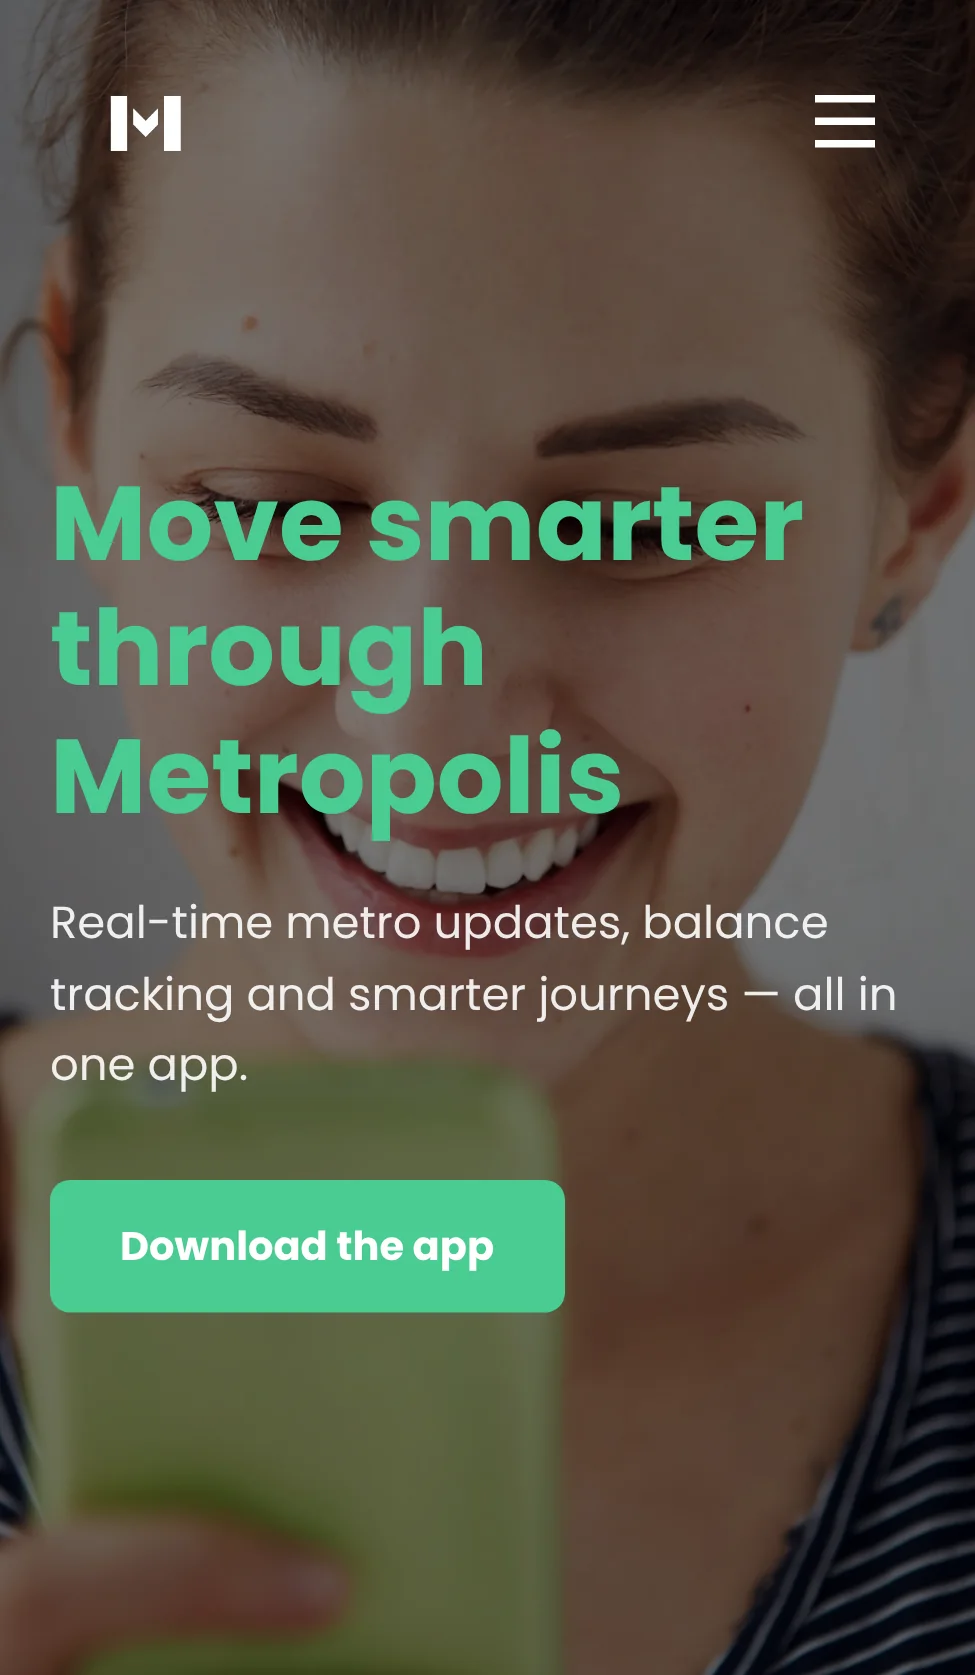 M
Move smarter
through
Metropolis
Real-time metro updates, balance
tracking and smarter journeys — all in
one app.
Download the app